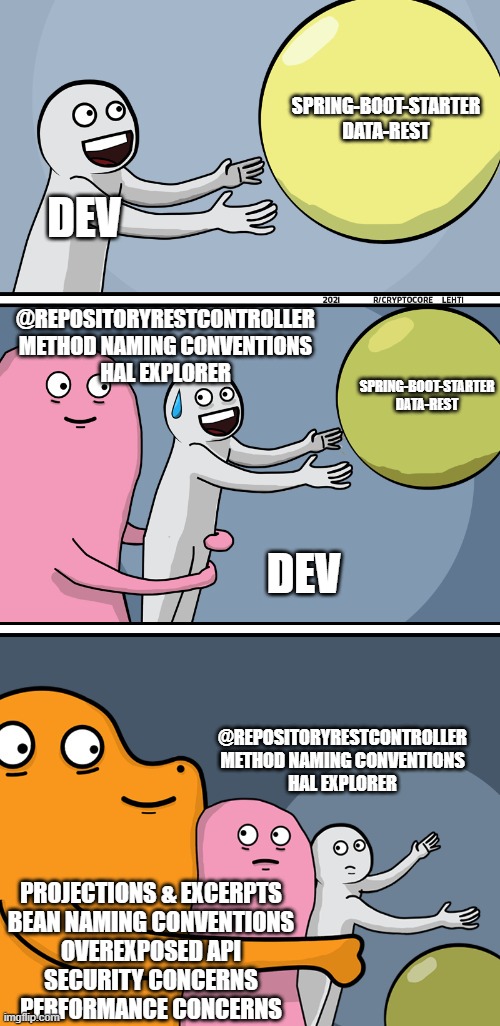 SPRING-BOOT-STARTER
DATA-REST
DEV
2021 R/CRYPTOCORE LEHTI
@REPOSITORYRESTCONTROLLER
METHOD NAMING CONVENTIONS
HAL EXPLORER
SPRING-BOOT-STARTER
DATA-REST
DEV
@REPOSITORYRESTCONTROLLER
METHOD NAMING CONVENTIONS
HAL EXPLORER
PROJECTIONS & EXCERPTS
BEAN NAMING CONVENTIONS
OVEREXPOSED API
SECURITY CONCERNS
PERFORMANCE CONCERNS
imgflip.com